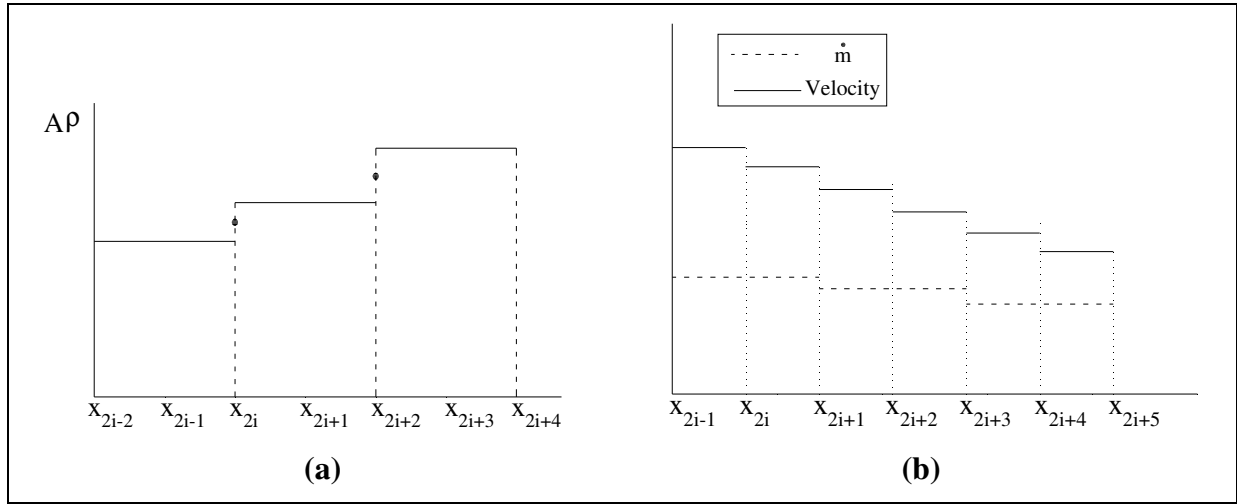 Aρ
x2i-2 x2i-1 x2i x2i+1 x2i+2 x2i+3 x2i+4
(a)
ṁ
Velocity
x2i-1 x2i x2i+1 x2i+2 x2i+3 x2i+4 x2i+5
(b)